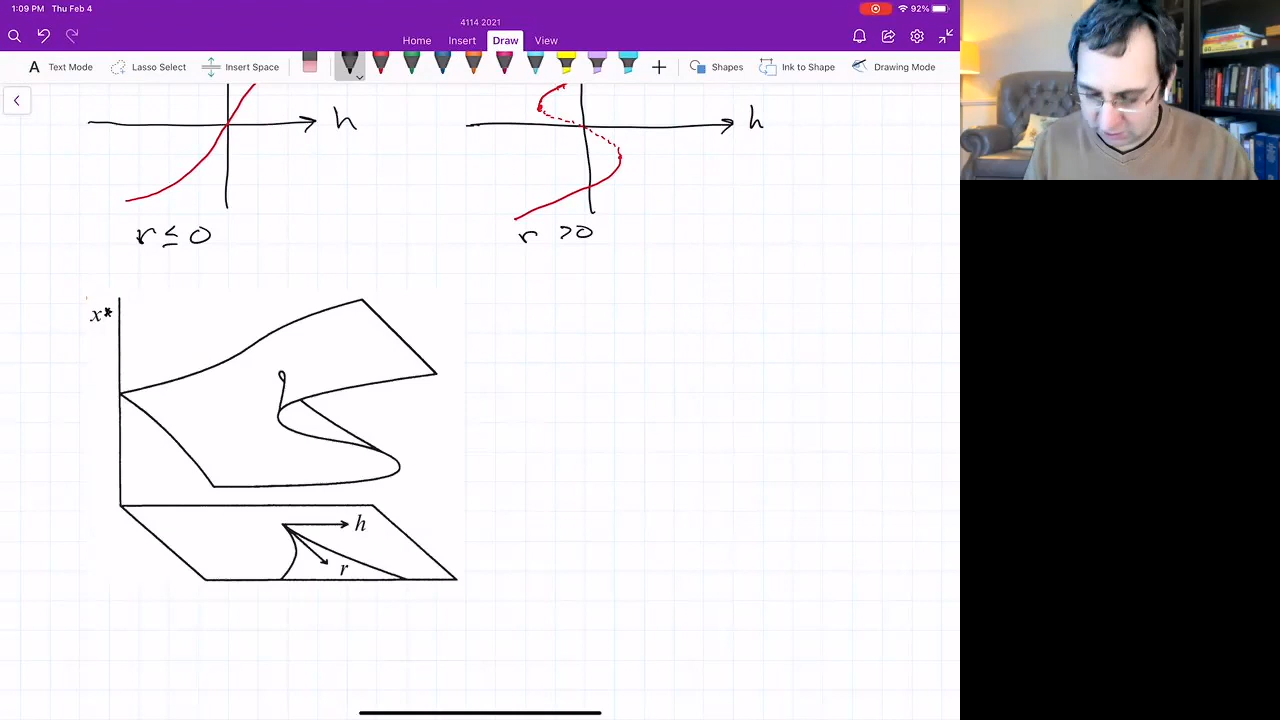 1:09 PM Thu Feb 4
92%
4114 2021
Home Insert Draw View
Text Mode Lasso Select Insert Space Shapes Ink to Shape Drawing Mode
h h
r ≤ 0 r > 0
x*
h
r